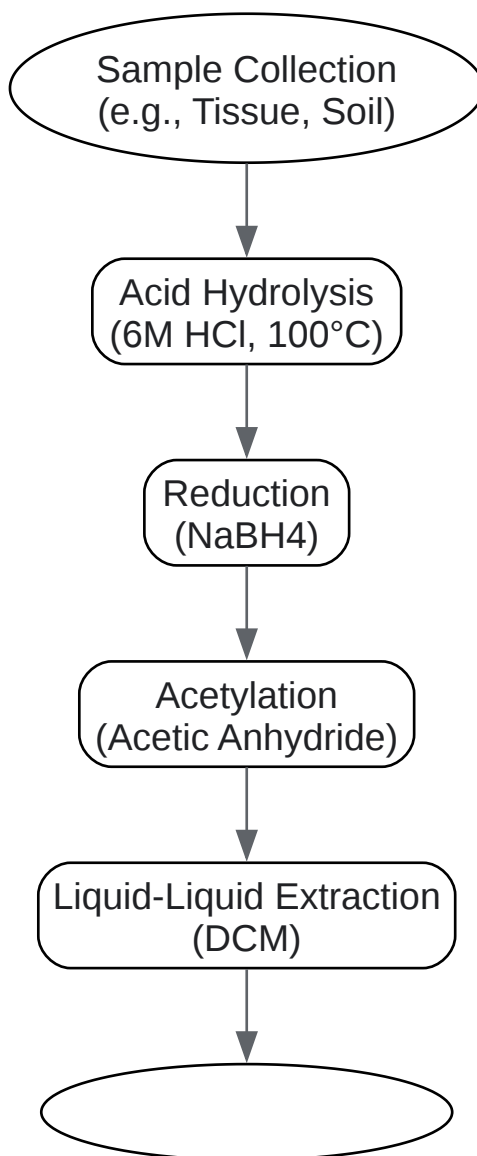 Sample Collection
(e.g., Tissue, Soil)
Acid Hydrolysis
(6M HCl, 100°C)
Reduction
(NaBH4)
Acetylation
(Acetic Anhydride)
Liquid-Liquid Extraction
(DCM)